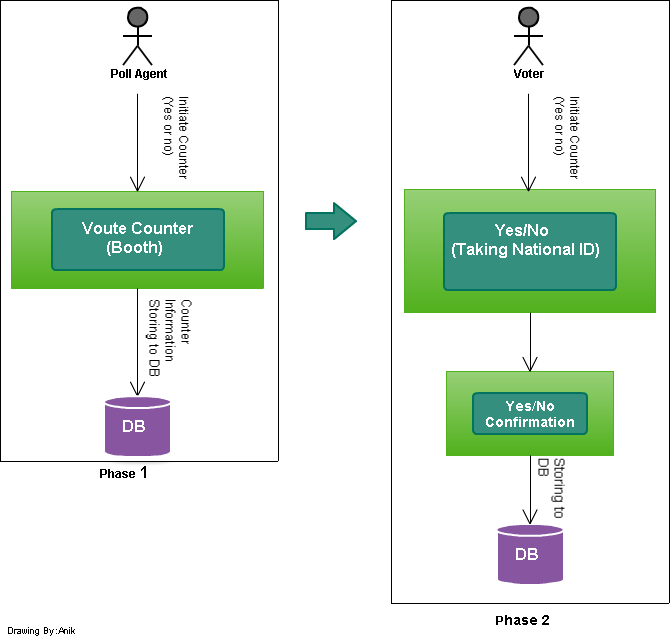 Poll Agent
Initiate Counter
(Yes or no)
Voute Counter
(Booth)
Counter
Information
Storing to DB
DB
Phase 1
Voter
Initiate Counter
(Yes or no)
Yes/No
(Taking National ID)
Yes/No
Confirmation
Storing to
DB
DB
Phase 2
Drawing By:Anik